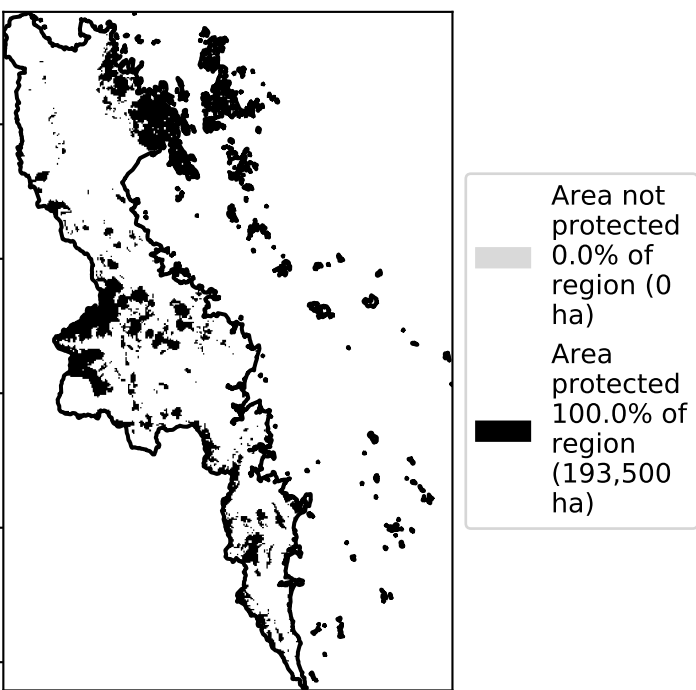 Area not
protected
0.0% of
region (0
ha)
Area
protected
100.0% of
region
(193,500
ha)